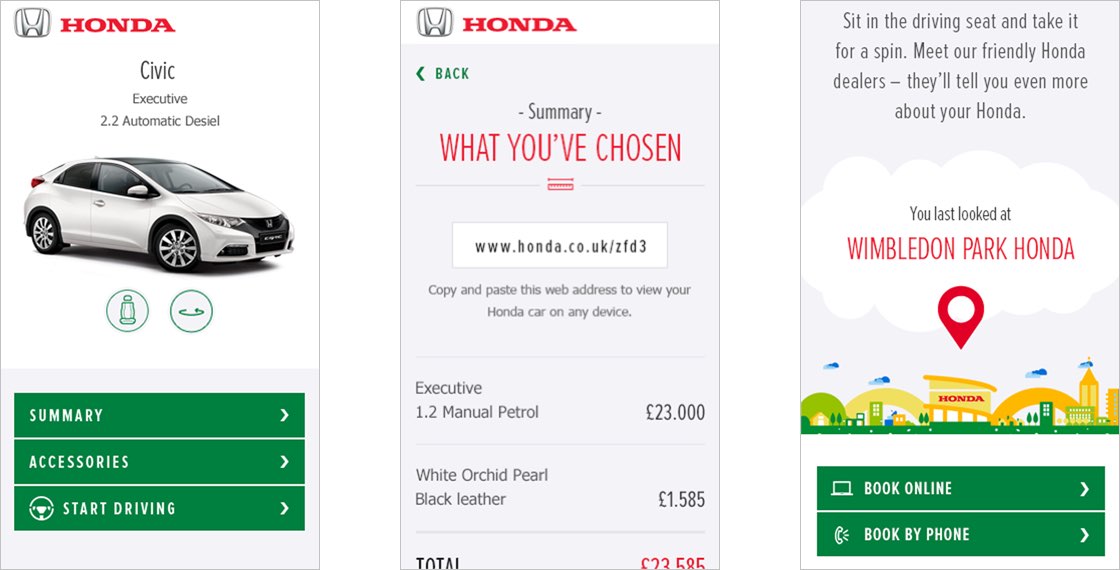 HONDA
Civic
Executive
2.2 Automatic Desiel
SUMMARY
ACCESSORIES
START DRIVING
HONDA
BACK
- Summary -
WHAT YOU'VE CHOSEN
www.honda.co.uk/zfd3
Copy and paste this web address to view your
Honda car on any device.
Executive
1.2 Manual Petrol £23.000
White Orchid Pearl
Black leather £1.585
TOTAL £23.585
Sit in the driving seat and take it
for a spin. Meet our friendly Honda
dealers – they'll tell you even more
about your Honda.
You last looked at
WIMBLEDON PARK HONDA
HONDA
BOOK ONLINE
BOOK BY PHONE